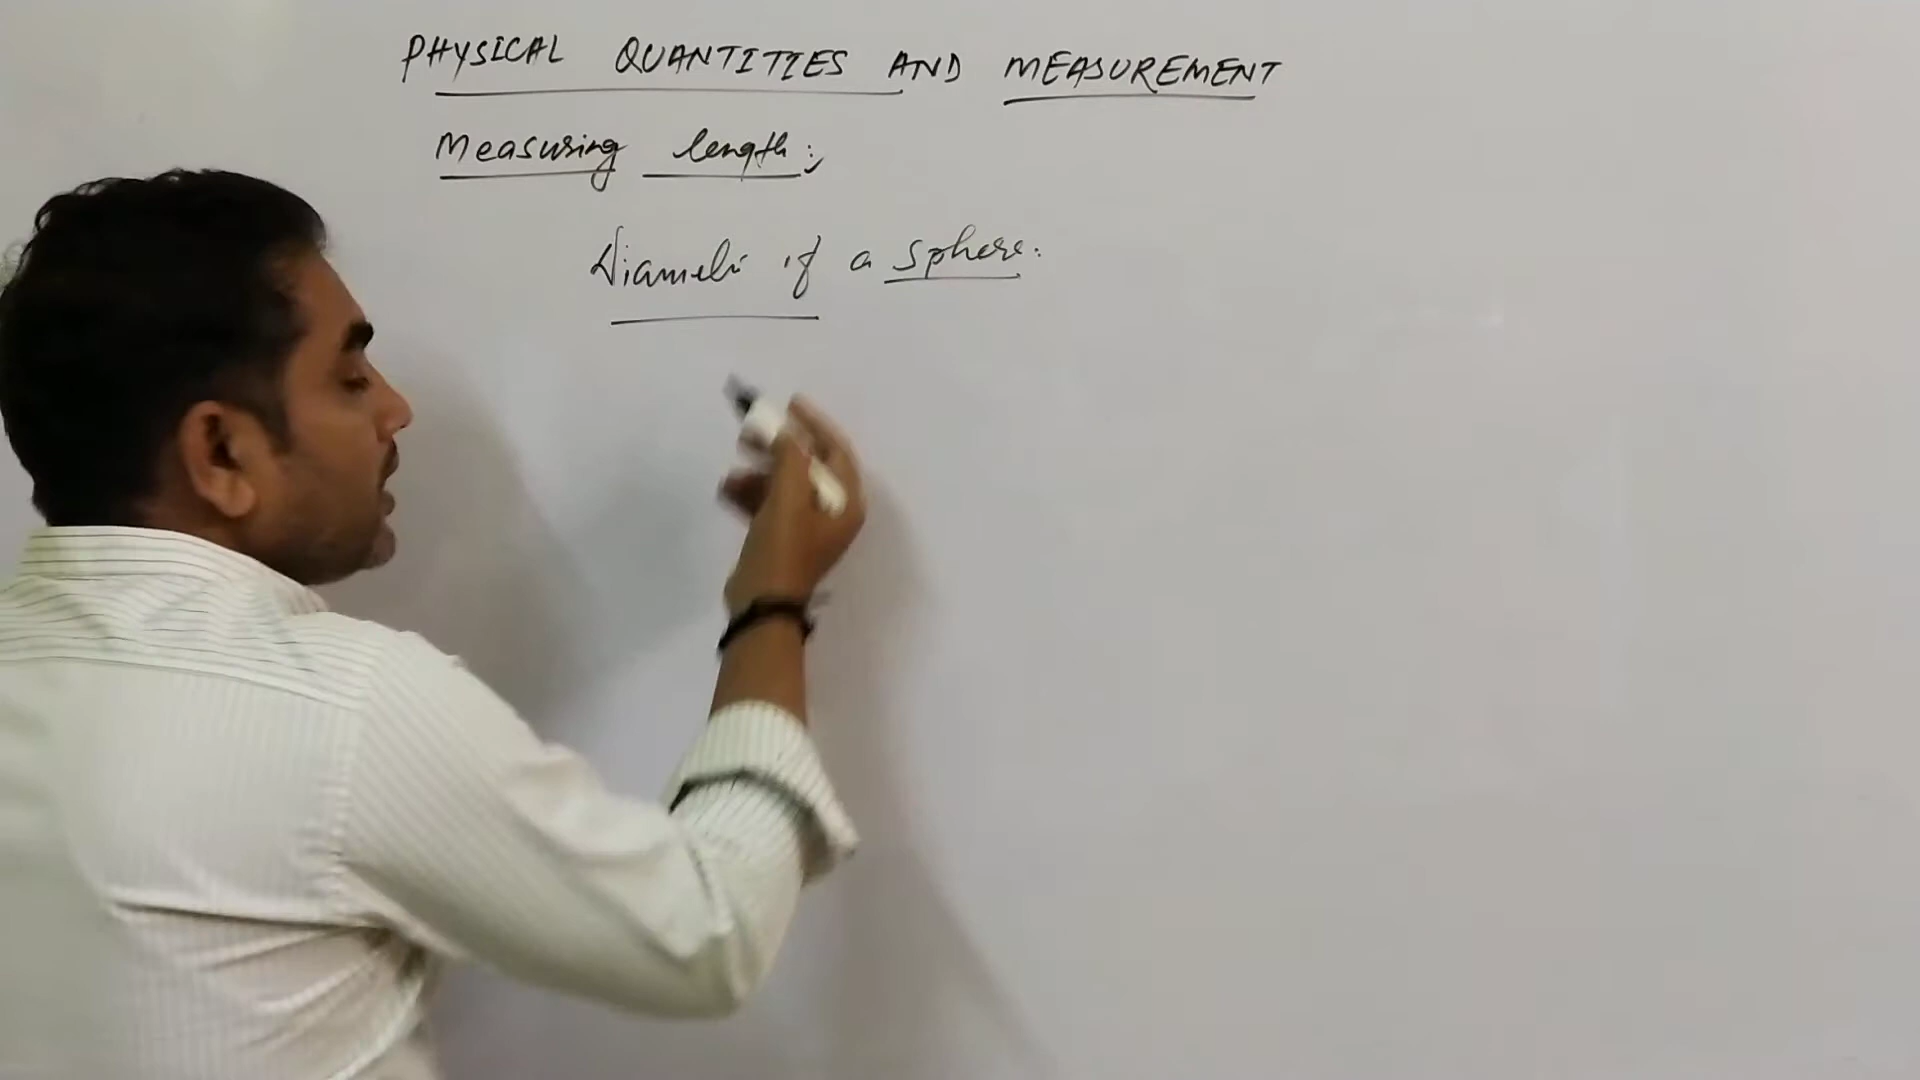 PHYSICAL QUANTITIES AND MEASUREMENT
Measuring length:
Diameter of a sphere: